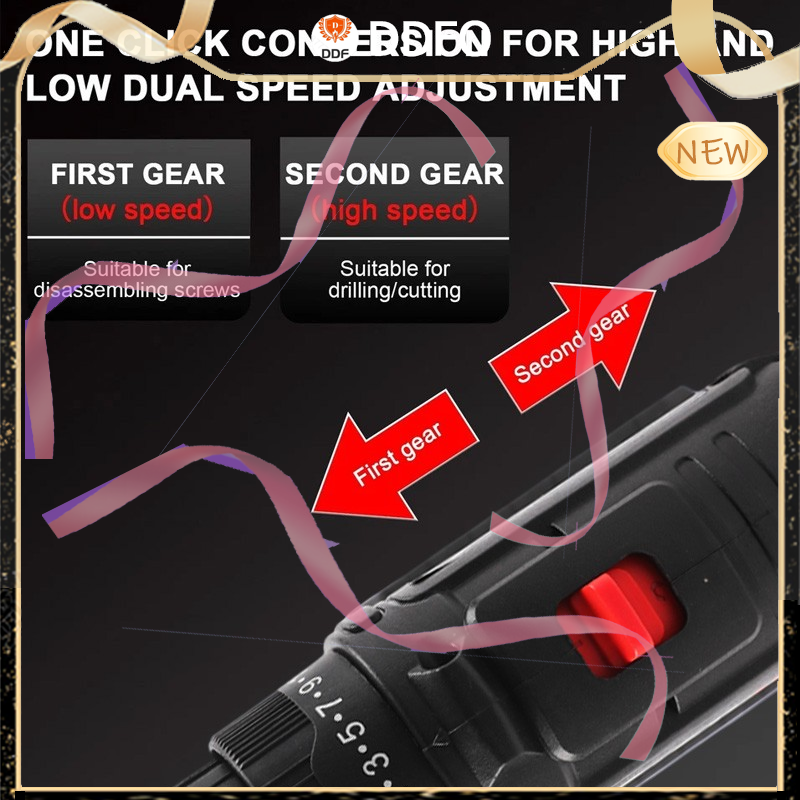 DDFO
DDF
ONE CLICK CONVERSION FOR HIGH AND
LOW DUAL SPEED ADJUSTMENT
NEW
FIRST GEAR
(low speed)
Suitable for
disassembling screws
SECOND GEAR
(high speed)
Suitable for
drilling/cutting
Second gear
First gear
3•5•7•9•